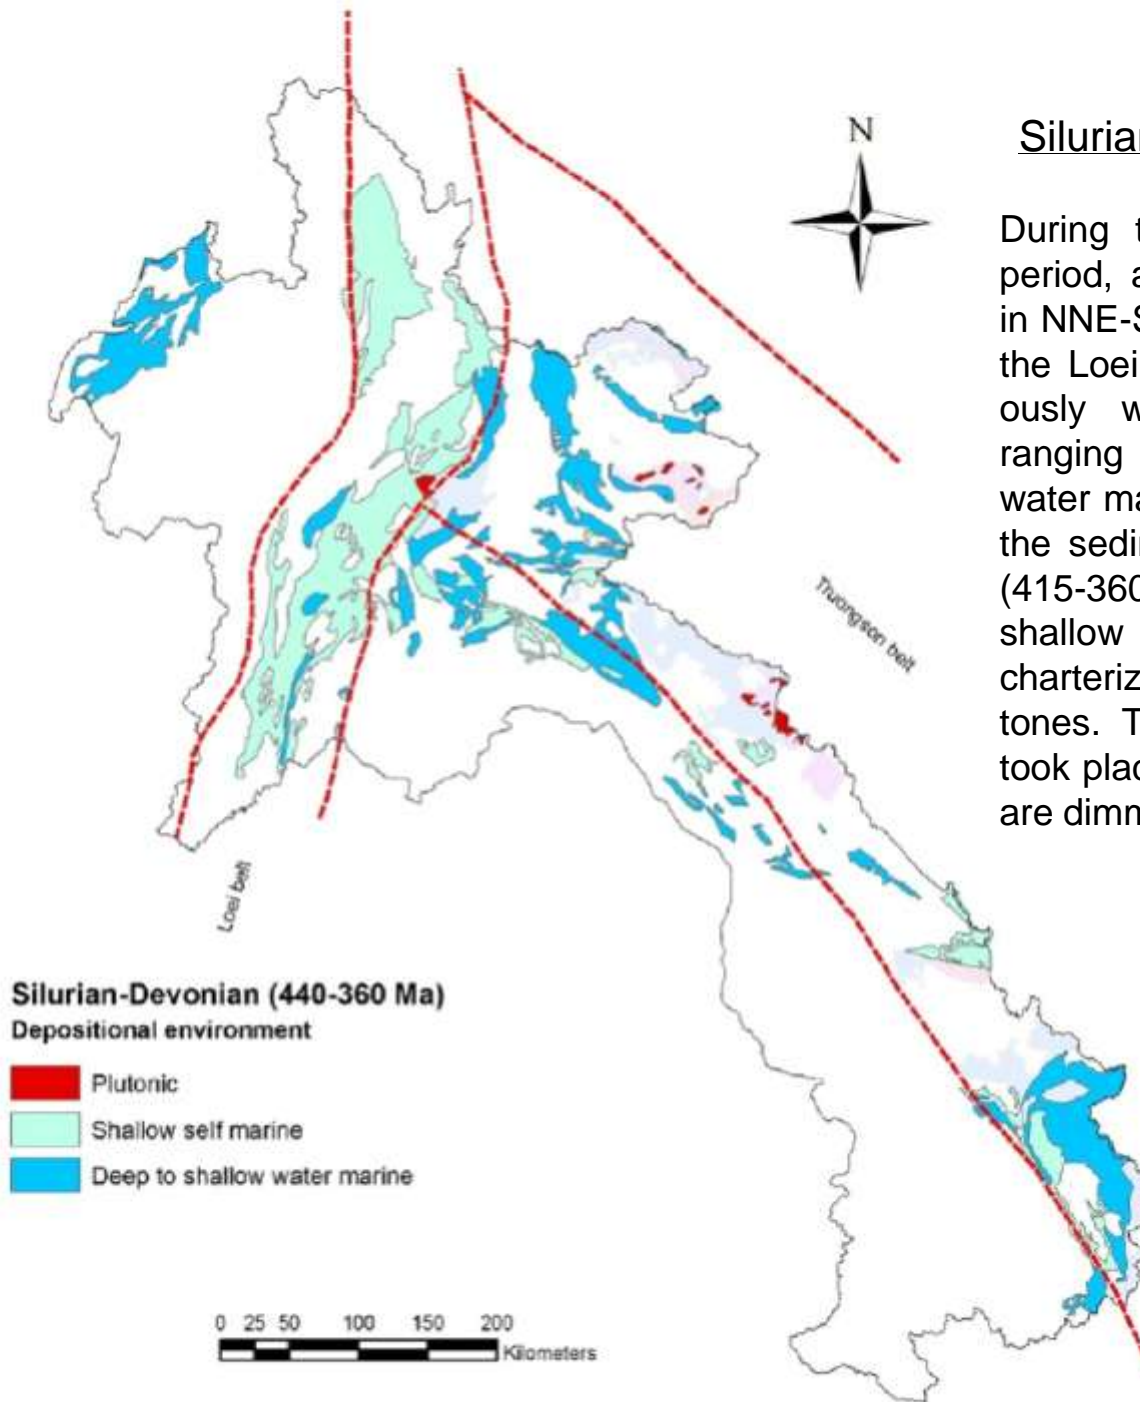 N
Silurian
During t
period, a
in NNE-S
the Loei
ously w
ranging
water ma
the sedin
(415-360
shallow
charteriz
tones. T
took plac
are dimm
Truongson belt
Loei belt
Silurian-Devonian (440-360 Ma)
Depositional environment
Plutonic
Shallow self marine
Deep to shallow water marine
0 25 50 100 150 200
Kilometers